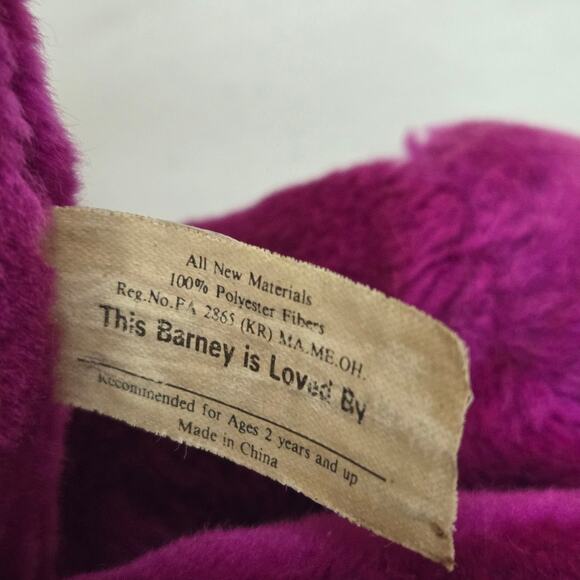 All New Materials
100% Polyester Fibers
Reg.No.PA 2865 (KR) MA.ME.OH.
This Barney is Loved By
Recommended for Ages 2 years and up
Made in China